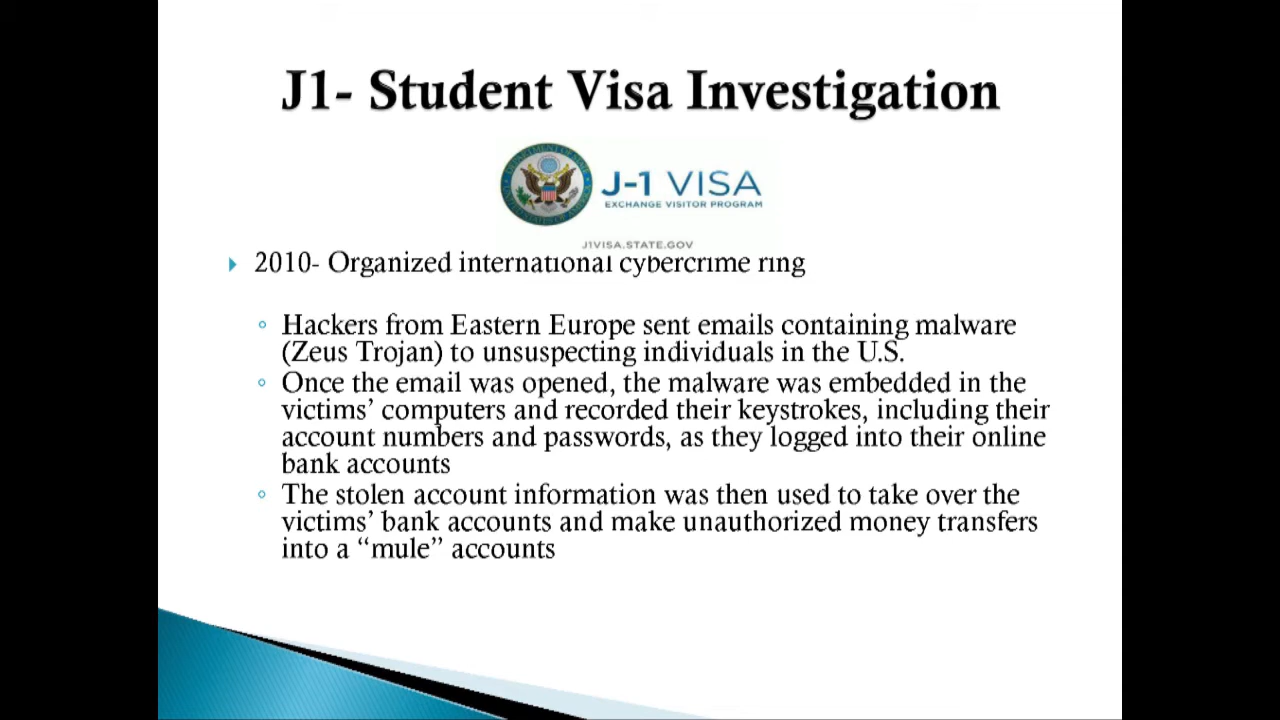 J1- Student Visa Investigation
J-1 VISA
EXCHANGE VISITOR PROGRAM
J1VISA.STATE.GOV
2010- Organized international cybercrime ring
Hackers from Eastern Europe sent emails containing malware
(Zeus Trojan) to unsuspecting individuals in the U.S.
Once the email was opened, the malware was embedded in the
victims’ computers and recorded their keystrokes, including their
account numbers and passwords, as they logged into their online
bank accounts
The stolen account information was then used to take over the
victims’ bank accounts and make unauthorized money transfers
into a “mule” accounts